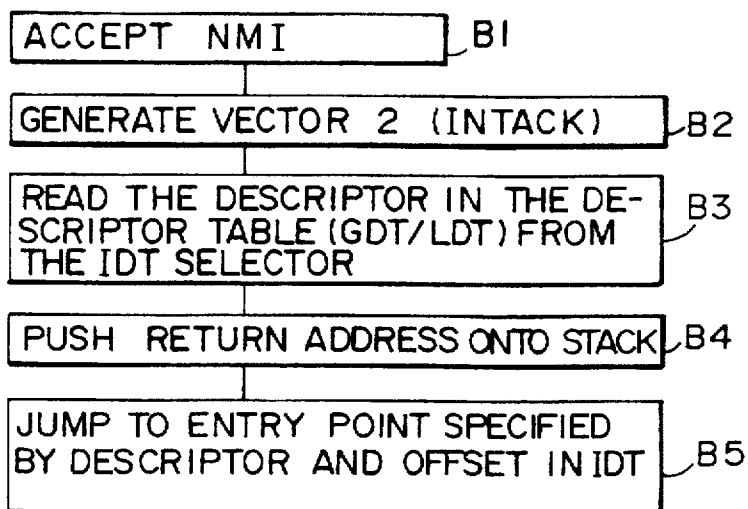 ACCEPT NMI
B1
GENERATE VECTOR 2 (INTACK)
B2
READ THE DESCRIPTOR IN THE DE-
SCRIPTOR TABLE (GDT/LDT) FROM
THE IDT SELECTOR
B3
PUSH RETURN ADDRESS ONTO STACK
B4
JUMP TO ENTRY POINT SPECIFIED
BY DESCRIPTOR AND OFFSET IN IDT
B5